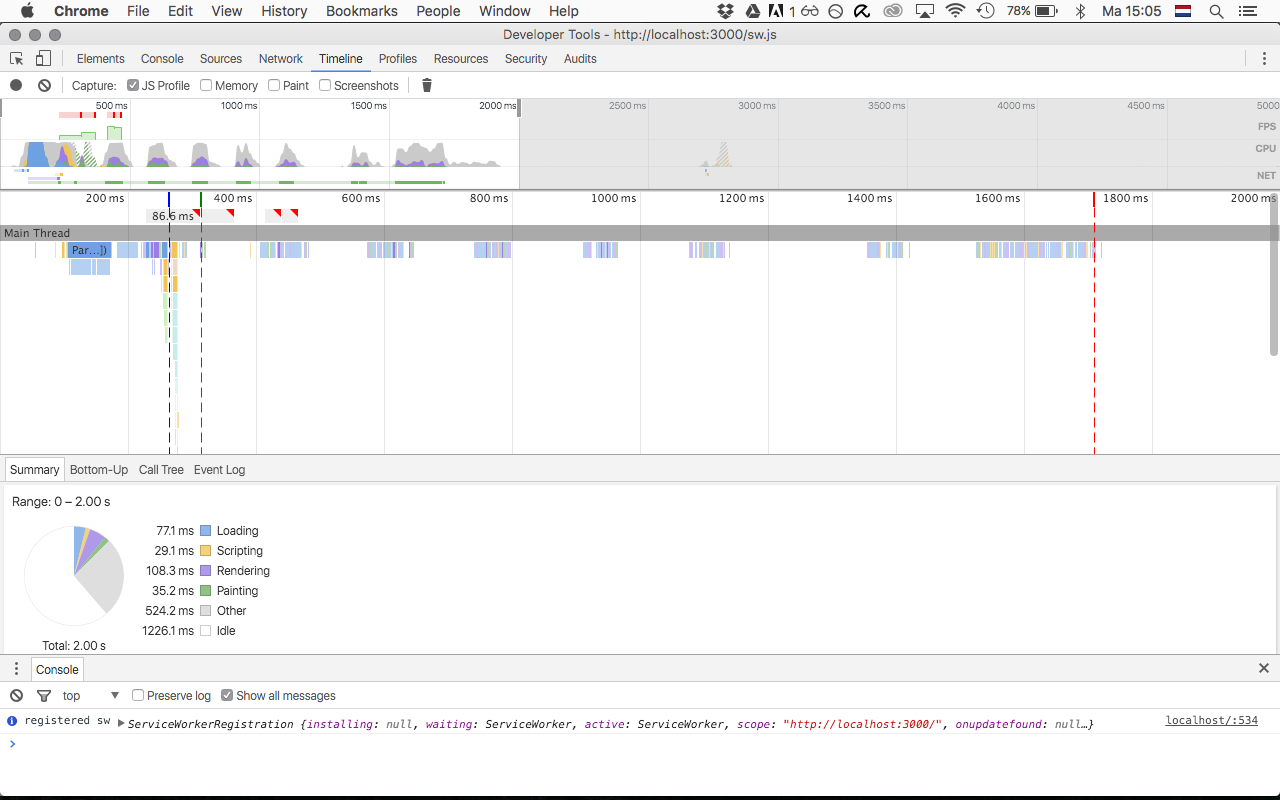 Chrome File Edit View History Bookmarks People Window Help 1 78% Ma 15:05
Developer Tools - http://localhost:3000/sw.js
Elements Console Sources Network Timeline Profiles Resources Security Audits
Capture: JS Profile Memory Paint Screenshots
500 ms 1000 ms 1500 ms 2000 ms 2500 ms 3000 ms 3500 ms 4000 ms 4500 ms 5000
FPS
CPU
NET
200 ms 400 ms 600 ms 800 ms 1000 ms 1200 ms 1400 ms 1600 ms 1800 ms 2000 ms
86.6 ms
Main Thread
Par…])
Summary Bottom-Up Call Tree Event Log
Range: 0 – 2.00 s
77.1 ms Loading
29.1 ms Scripting
108.3 ms Rendering
35.2 ms Painting
524.2 ms Other
1226.1 ms Idle
Total: 2.00 s
Console
top Preserve log Show all messages
registered sw ServiceWorkerRegistration {installing: null, waiting: ServiceWorker, active: ServiceWorker, scope: "http://localhost:3000/", onupdatefound: null…} localhost/:534